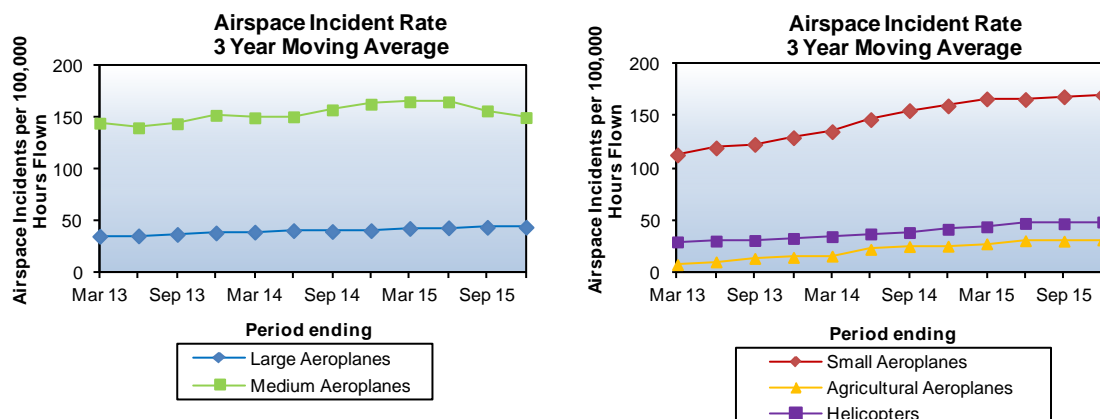 Airspace Incident Rate
3 Year Moving Average
Airspace Incidents per 100,000
Hours Flown
200
150
100
50
0
Mar 13
Sep 13
Mar 14
Sep 14
Mar 15
Sep 15
Period ending
Large Aeroplanes
Medium Aeroplanes
Airspace Incident Rate
3 Year Moving Average
Airspace Incidents per 100,000
Hours Flown
200
150
100
50
0
Mar 13
Sep 13
Mar 14
Sep 14
Mar 15
Sep 15
Period ending
Small Aeroplanes
Agricultural Aeroplanes
Helicopters